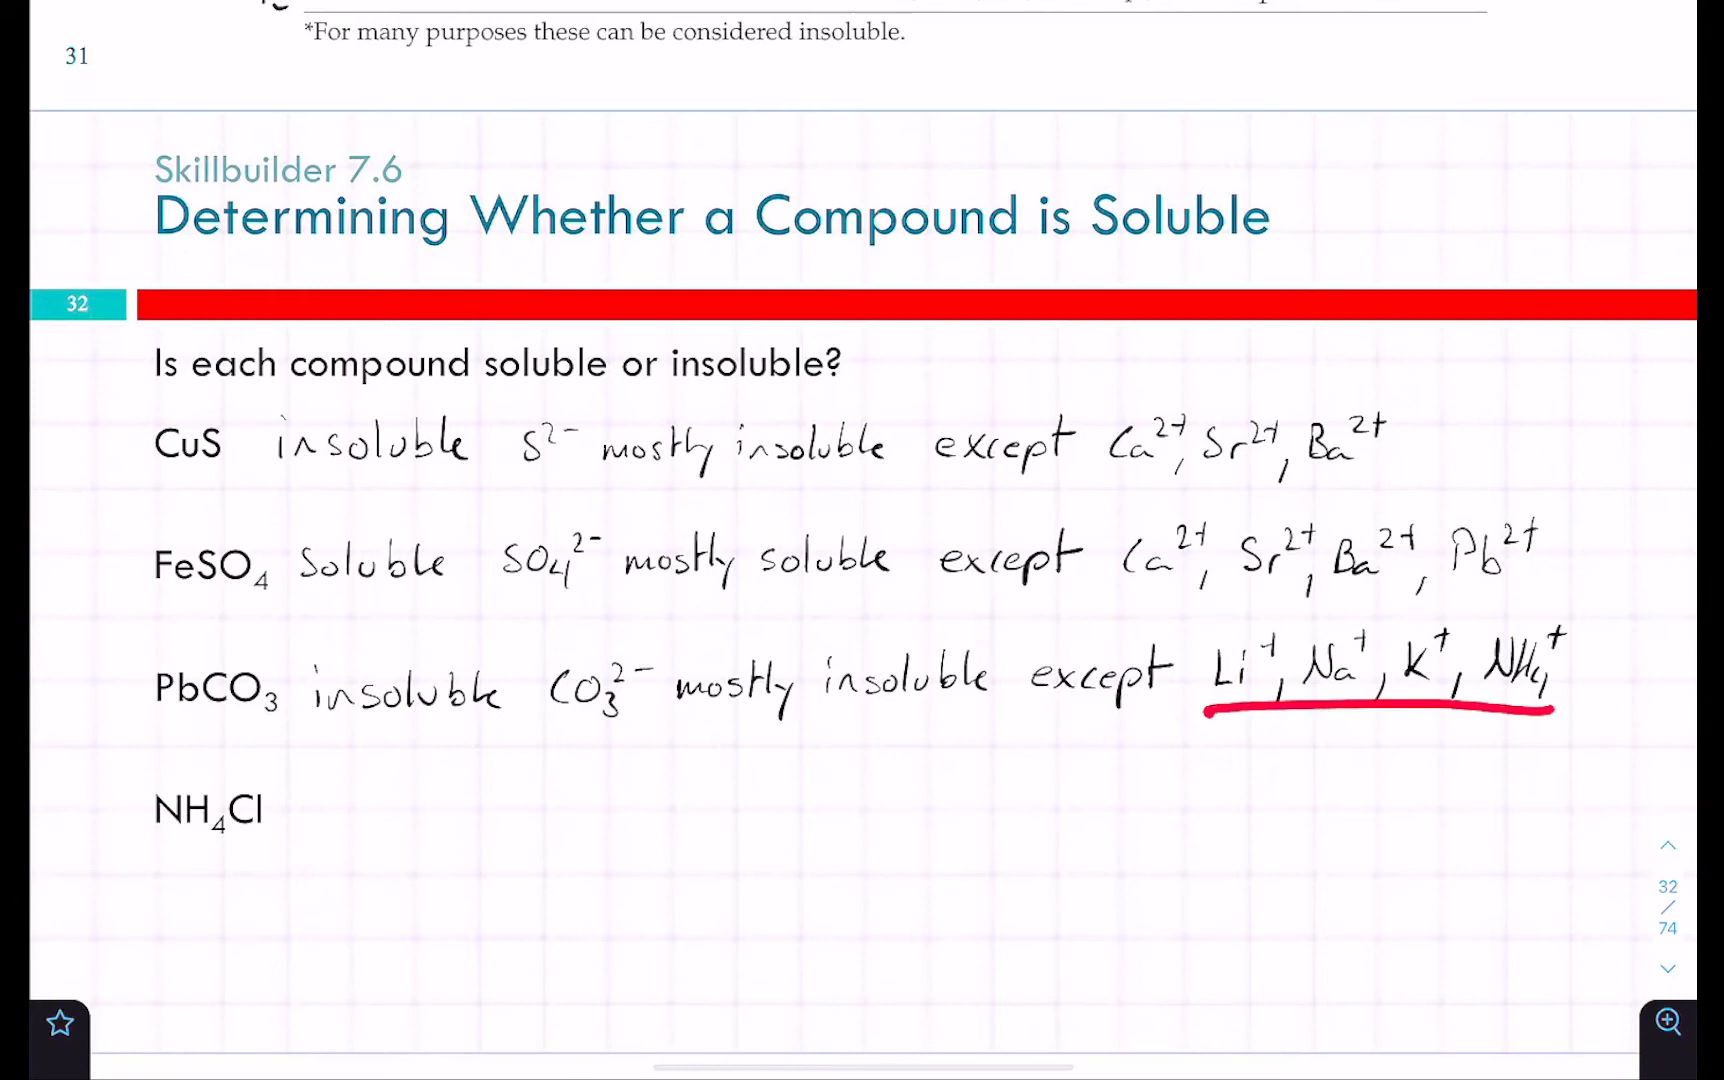 *For many purposes these can be considered insoluble.
31
Skillbuilder 7.6
Determining Whether a Compound is Soluble
32
Is each compound soluble or insoluble?
CuS insoluble S²⁻ mostly insoluble except Ca²⁺, Sr²⁺, Ba²⁺
FeSO₄ Soluble SO₄²⁻ mostly soluble except Ca²⁺, Sr²⁺, Ba²⁺, Pb²⁺
PbCO₃ insoluble CO₃²⁻ mostly insoluble except Li⁺, Na⁺, K⁺, NH₄⁺
NH₄Cl
32
/
74